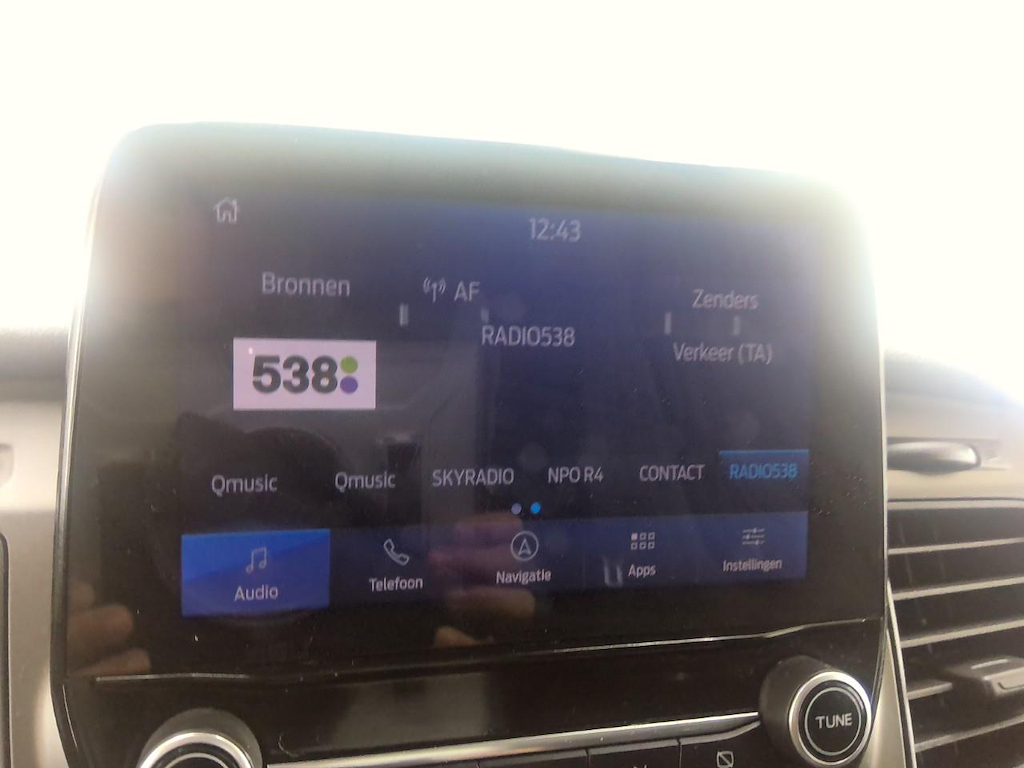 12:43
Bronnen
AF
Zenders
RADIO538
Verkeer (TA)
538
Qmusic
Qmusic
SKYRADIO
NPO R4
CONTACT
RADIO538
Audio
Telefoon
Navigatie
Apps
Instellingen
TUNE